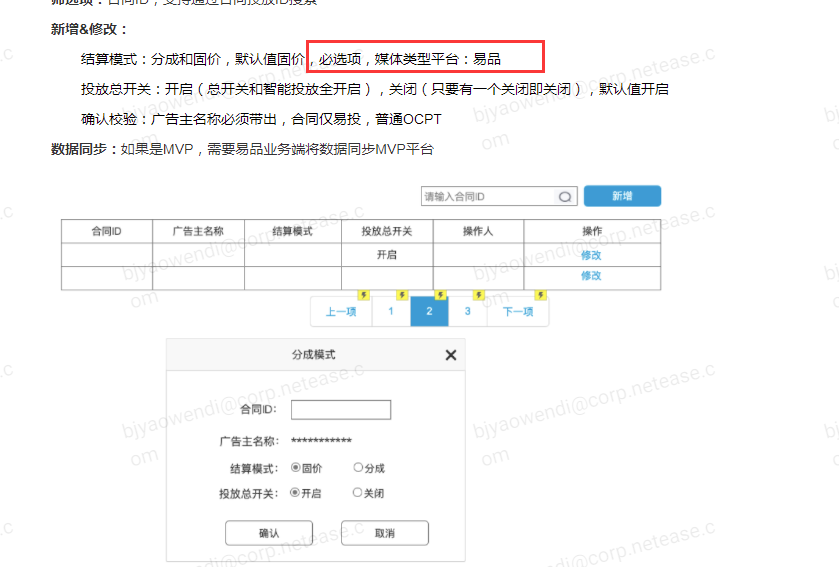 筛选项：合同ID，支持通过合同投放ID搜索
新增&修改：
结算模式：分成和固价，默认值固价，必选项，媒体类型平台：易品
投放总开关：开启（总开关和智能投放全开启），关闭（只要有一个关闭即关闭），默认值开启
确认校验：广告主名称必须带出，合同仅易投，普通OCPT
数据同步：如果是MVP，需要易品业务端将数据同步MVP平台
请输入合同ID 新增
合同ID 广告主名称 结算模式 投放总开关 操作人 操作
开启 修改
修改
上一项 1 2 3 下一项
分成模式
合同ID：
广告主名称： ***********
结算模式： 固价 分成
投放总开关： 开启 关闭
确认 取消
bjyaowendi@corp.netease.com